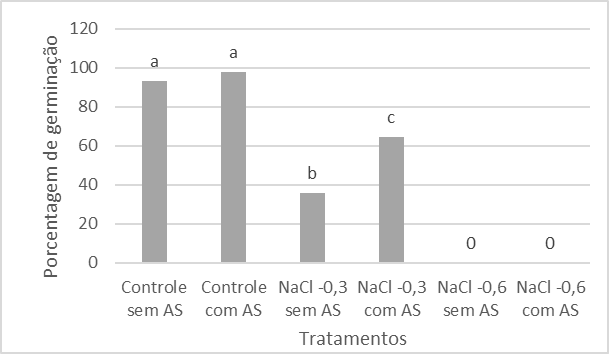 Porcentagem de germinação
120
100
80
60
40
20
0
a
a
b
c
0
0
Controle sem AS
Controle com AS
NaCl -0,3 sem AS
NaCl -0,3 com AS
NaCl -0,6 sem AS
NaCl -0,6 com AS
Tratamentos